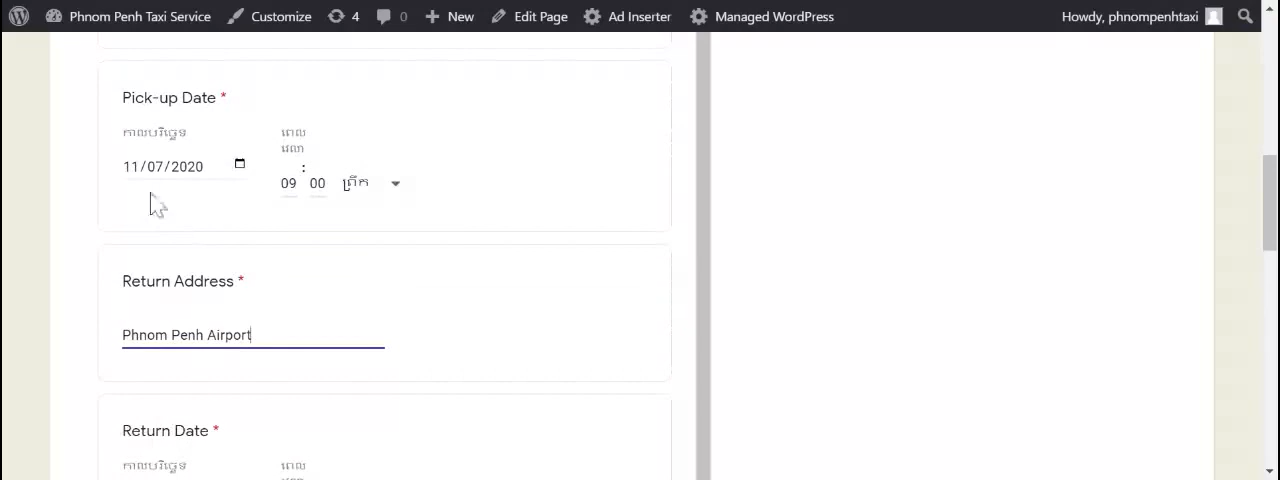 Phnom Penh Taxi Service Customize 4 0 New Edit Page Ad Inserter Managed WordPress Howdy, phnompenhtaxi
Pick-up Date *
កាលបរិច្ឆេទ ពេល
វេលា
11/07/2020 : 09 00 ព្រឹក
Return Address *
Phnom Penh Airport
Return Date *
កាលបរិច្ឆេទ ពេល